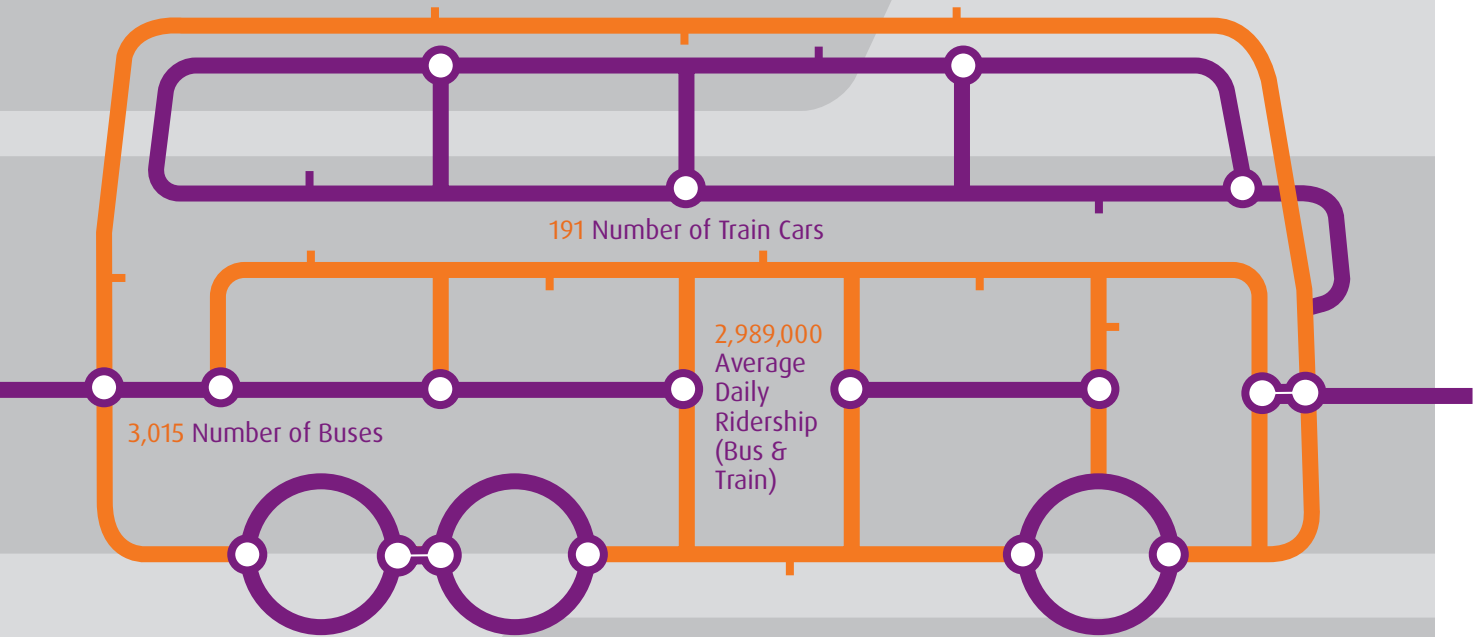 191 Number of Train Cars
2,989,000
Average
Daily
Ridership
(Bus &
Train)
3,015 Number of Buses